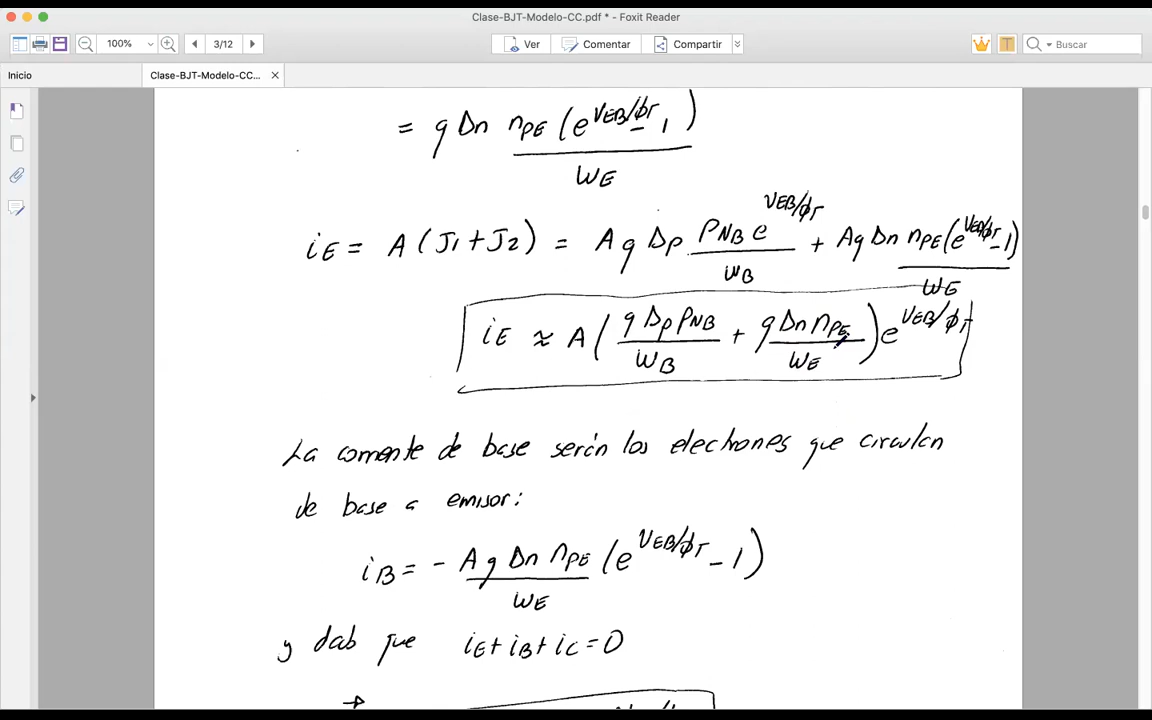 Clase-BJT-Modelo-CC.pdf * - Foxit Reader
100% 3/12 Ver Comentar Compartir T Buscar
Inicio Clase-BJT-Modelo-CC... ×
= q Dn nPE (e^VEB/ϕT - 1)
WE
iE = A (J1 + J2) = A q Dp PNB e^VEB/ϕT + A q Dn nPE (e^VEB/ϕT - 1)
WB WE
iE ≈ A ( q Dp PNB + q Dn nPE ) e^VEB/ϕT
WB WE
La corriente de base serán los electrones que circulan
de base a emisor:
iB = - A q Dn nPE (e^VEB/ϕT - 1)
WE
y dado que iE + iB + iC = 0
⇒